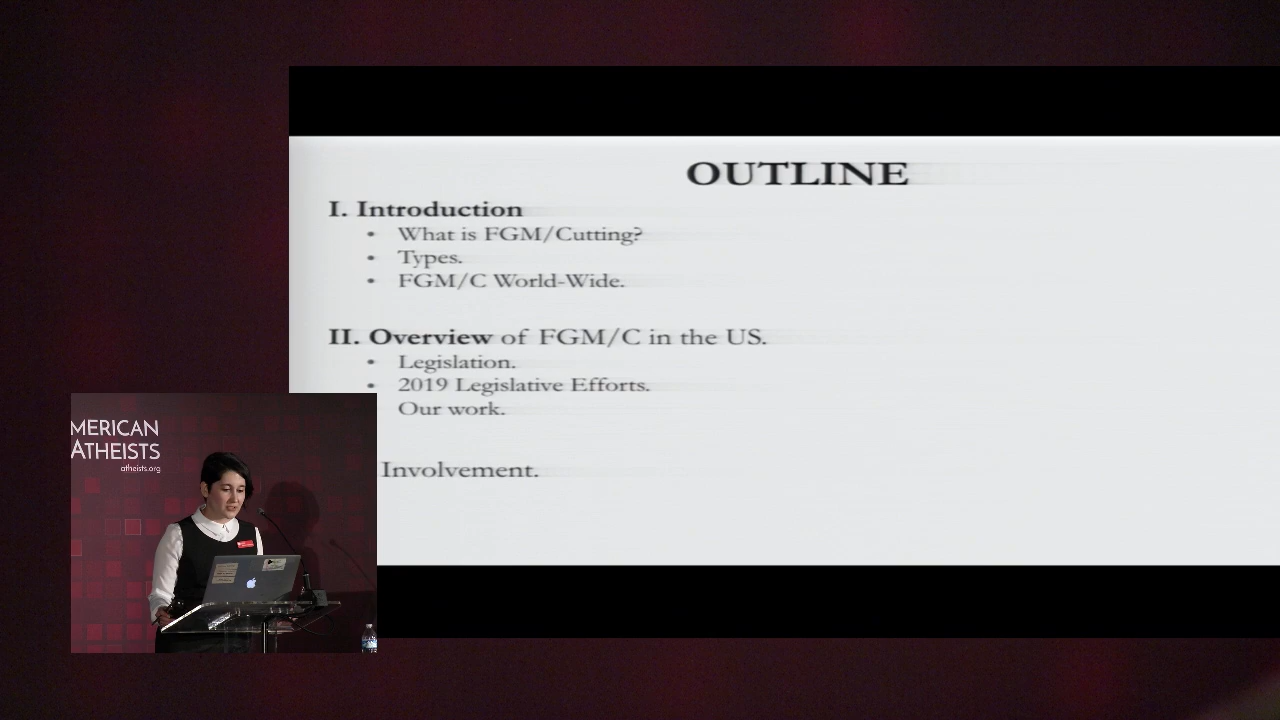 OUTLINE
I. Introduction
• What is FGM/Cutting?
• Types.
• FGM/C World-Wide.
II. Overview of FGM/C in the US.
• Legislation.
• 2019 Legislative Efforts.
Our work.
Involvement.
MERICAN
ATHEISTS
atheists.org